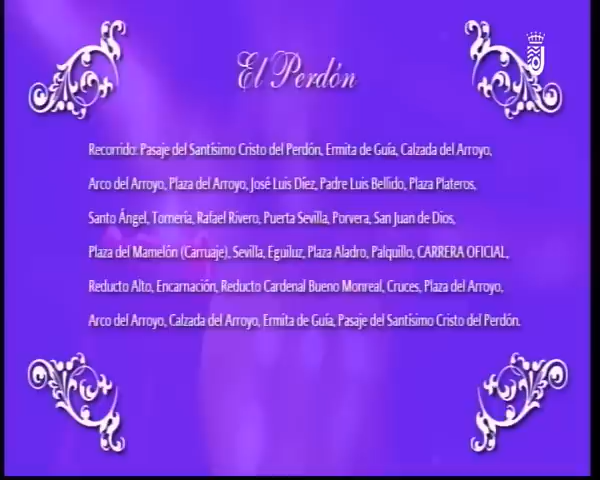 El Perdón
Recorrido: Pasaje del Santísimo Cristo del Perdón, Ermita de Guía, Calzada del Arroyo,
Arco del Arroyo, Plaza del Arroyo, José Luis Díez, Padre Luis Bellido, Plaza Plateros,
Santo Ángel, Tornería, Rafael Rivero, Puerta Sevilla, Porvera, San Juan de Dios,
Plaza del Mamelón (Carruaje), Sevilla, Eguiluz, Plaza Aladro, Palquillo, CARRERA OFICIAL,
Reducto Alto, Encarnación, Reducto Cardenal Bueno Monreal, Cruces, Plaza del Arroyo,
Arco del Arroyo, Calzada del Arroyo, Ermita de Guía, Pasaje del Santísimo Cristo del Perdón.